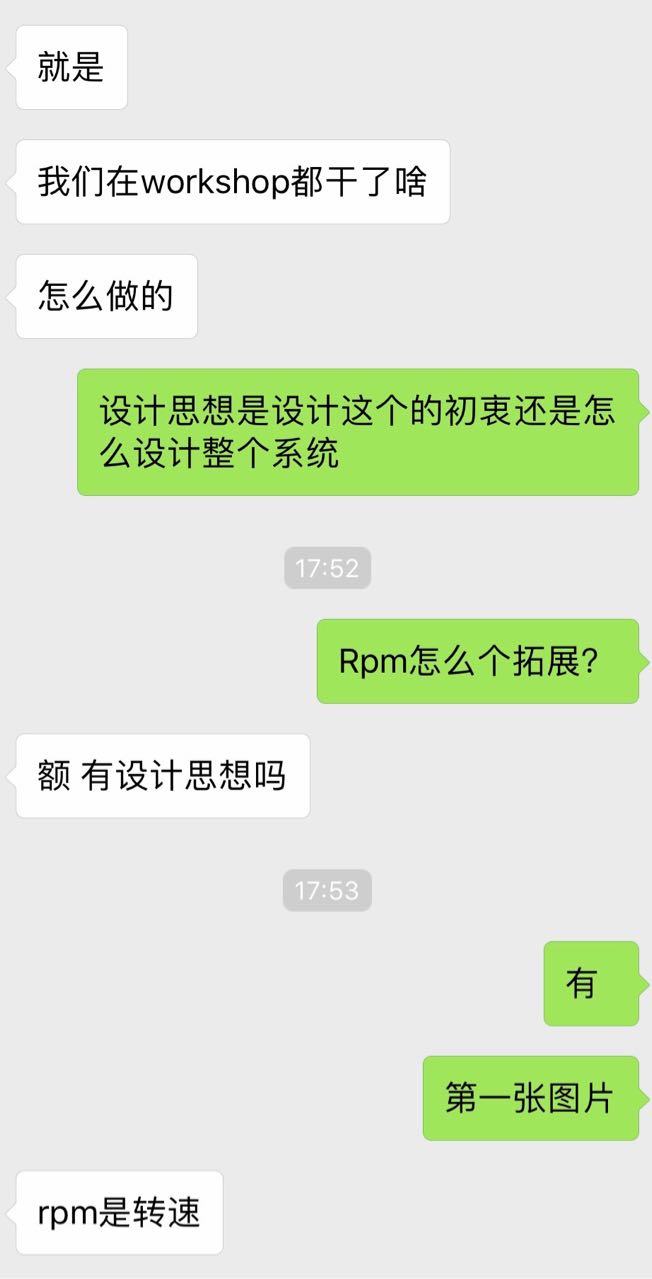 就是
我们在workshop都干了啥
怎么做的
设计思想是设计这个的初衷还是怎
么设计整个系统
17:52
Rpm怎么个拓展?
额 有设计思想吗
17:53
有
第一张图片
rpm是转速